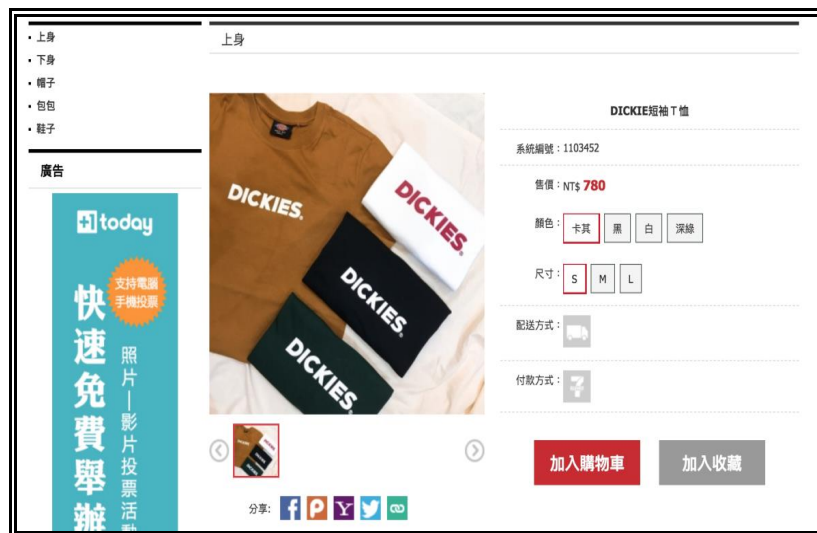 上身
下身
帽子
包包
鞋子
廣告
+1 today
支持電腦
手機投票
快速免費舉辦
照片—影片投票活動
上身
DICKIES
DICKIES
DICKIES
DICKIES
DICKIE短袖T恤
系統編號：1103452
售價：NT$ 780
顏色： 卡其 黑 白 深綠
尺寸： S M L
配送方式：
付款方式：
加入購物車 加入收藏
分享: